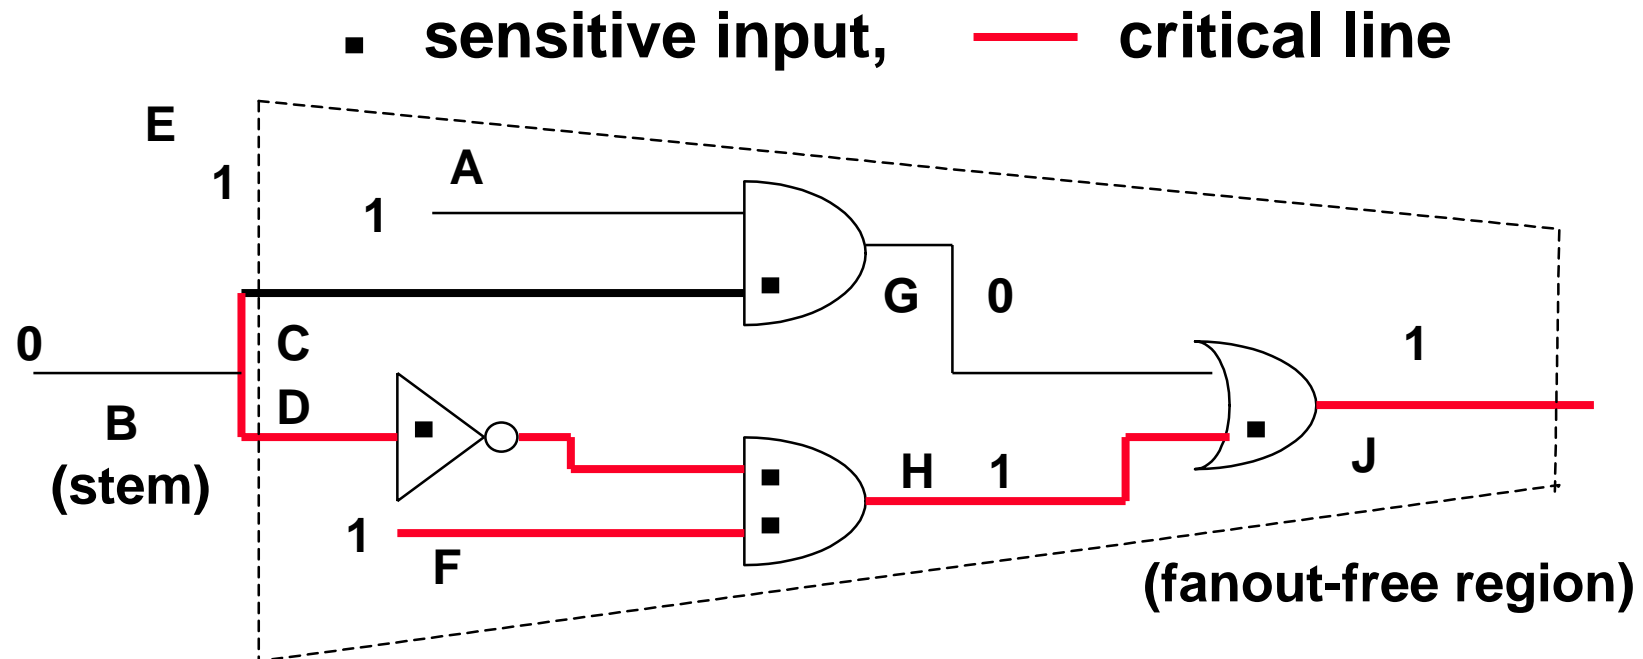 ▪ sensitive input, critical line
E
1
A
1
G 0
0
C
1
B
D
(stem)
H 1
J
1
F
(fanout-free region)